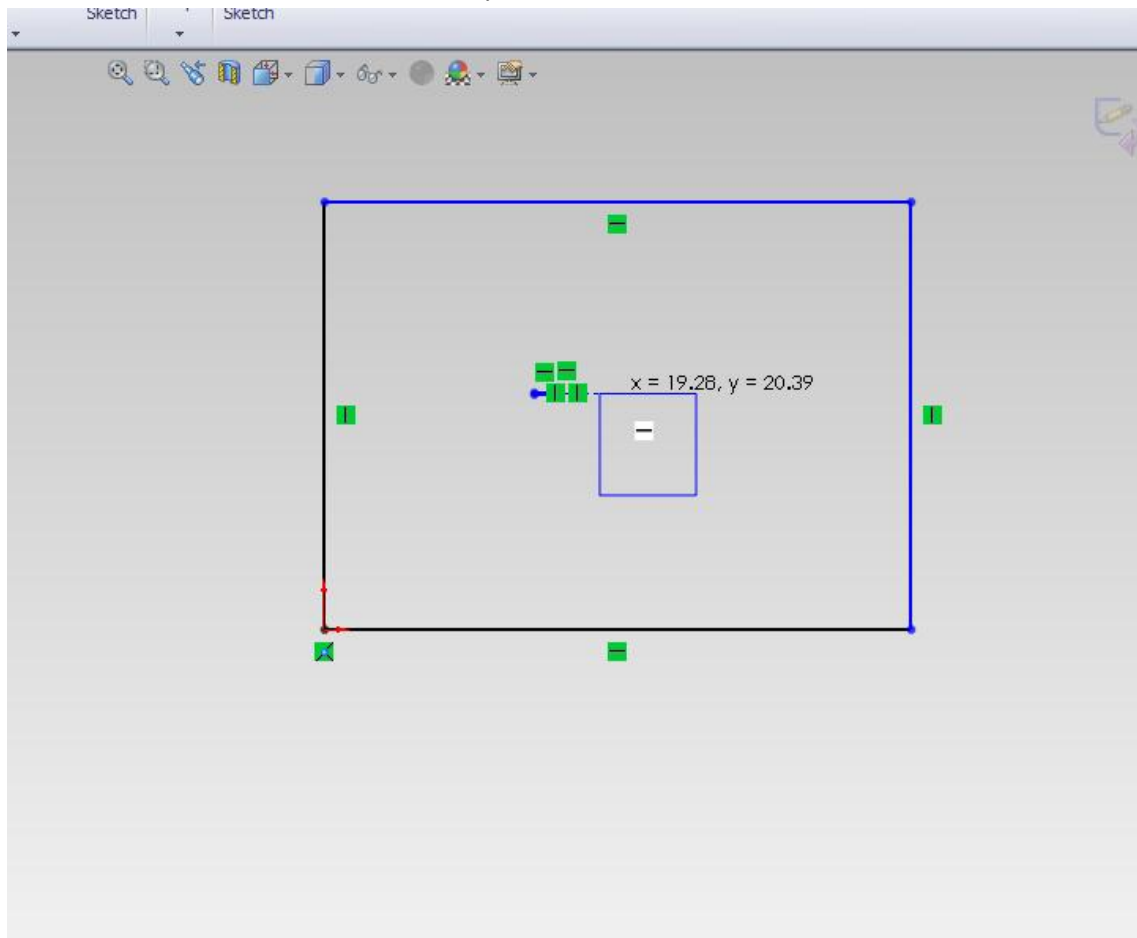 Sketch Sketch
x = 19.28, y = 20.39